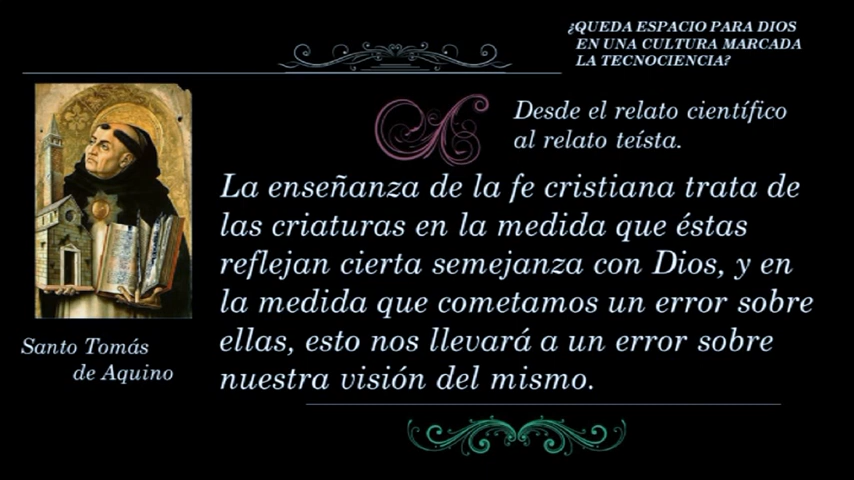 ¿QUEDA ESPACIO PARA DIOS
EN UNA CULTURA MARCADA
LA TECNOCIENCIA?
Desde el relato científico
al relato teísta.
La enseñanza de la fe cristiana trata de
las criaturas en la medida que éstas
reflejan cierta semejanza con Dios, y en
la medida que cometamos un error sobre
ellas, esto nos llevará a un error sobre
nuestra visión del mismo.
Santo Tomás
de Aquino